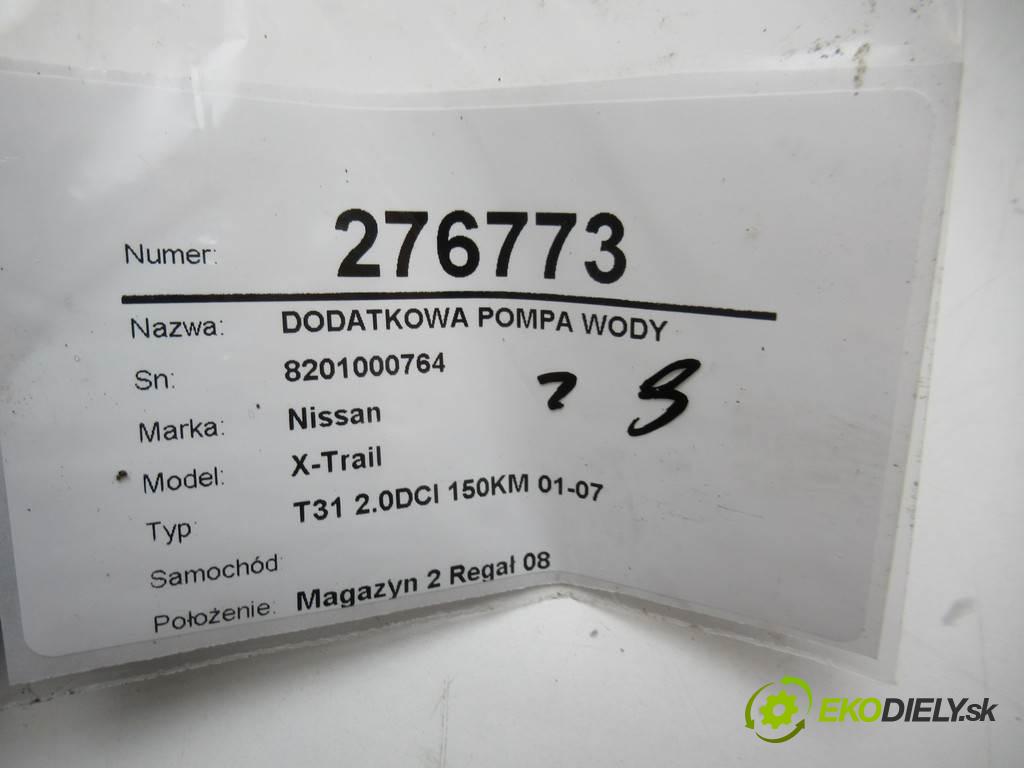 Numer: 276773
Nazwa: DODATKOWA POMPA WODY
Sn: 8201000764
Marka: Nissan
Model: X-Trail
Typ T31 2.0DCI 150KM 01-07
Samochód:
Położenie: Magazyn 2 Regał 08
EKODIELY.sk